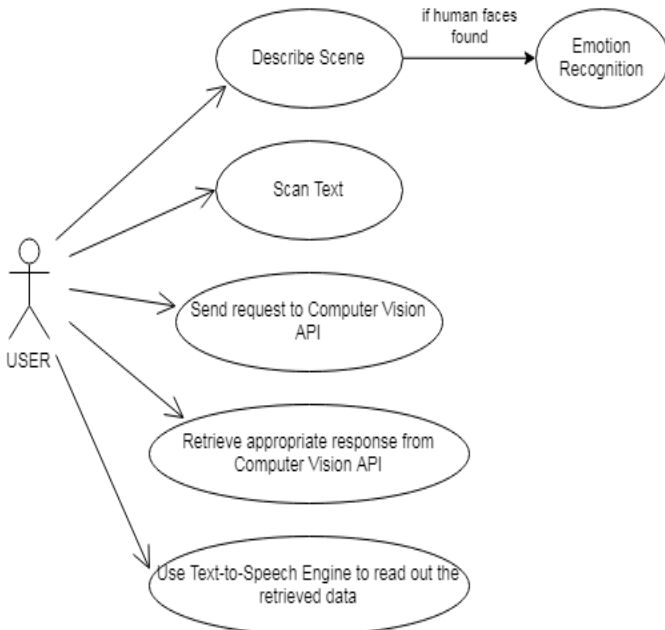 if human faces
found
Describe Scene
Emotion
Recognition
Scan Text
Send request to Computer Vision
API
USER
Retrieve appropriate response from
Computer Vision API
Use Text-to-Speech Engine to read out the
retrieved data